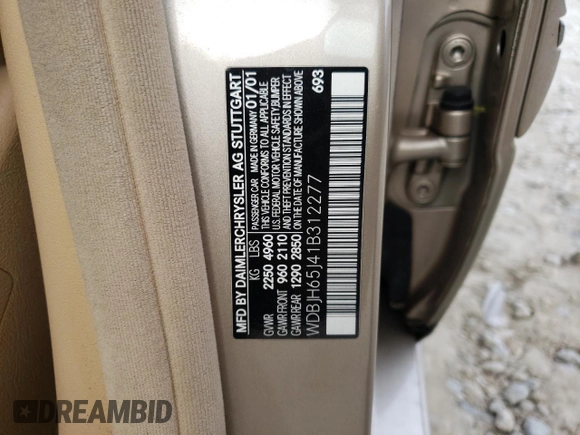 MFD BY DAIMLERCHRYSLER AG STUTTGART
PASSENGER CAR MADE IN GERMANY 01/01
KG LBS
GVWR 2250 4960
GAWR FRONT 960 2110
GAWR REAR 1290 2850
THIS VEHICLE CONFORMS TO ALL APPLICABLE
U.S. FEDERAL MOTOR VEHICLE SAFETY,BUMPER
AND THEFT PREVENTION STANDARDS IN EFFECT
ON THE DATE OF MANUFACTURE SHOWN ABOVE
WDBJH65J41B312277
693
DREAMBID